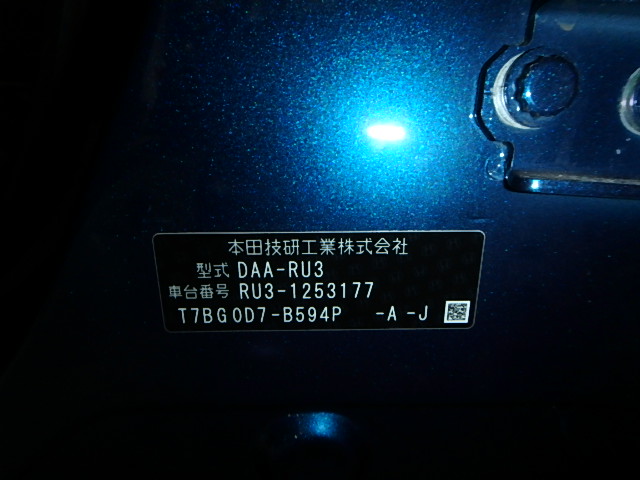 本田技研工業株式会社
型式 DAA-RU3
車台番号 RU3-1253177
T7BG0D7-B594P -A-J